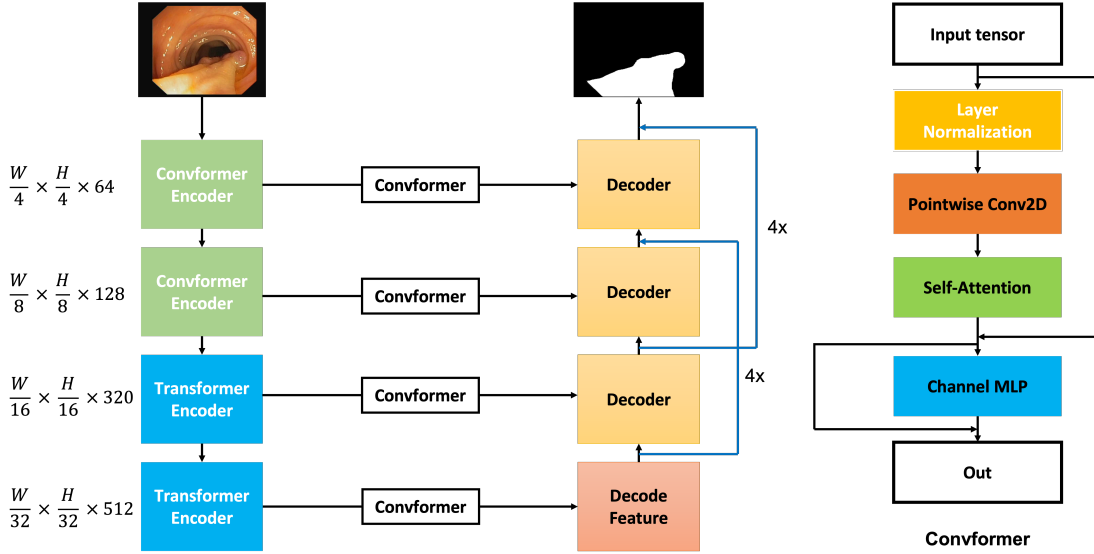 W/4 × H/4 × 64
Convformer
Encoder
Convformer
Decoder
4x
W/8 × H/8 × 128
Convformer
Encoder
Convformer
Decoder
4x
W/16 × H/16 × 320
Transformer
Encoder
Convformer
Decoder
W/32 × H/32 × 512
Transformer
Encoder
Convformer
Decode
Feature
Input tensor
Layer
Normalization
Pointwise Conv2D
Self-Attention
Channel MLP
Out
Convformer